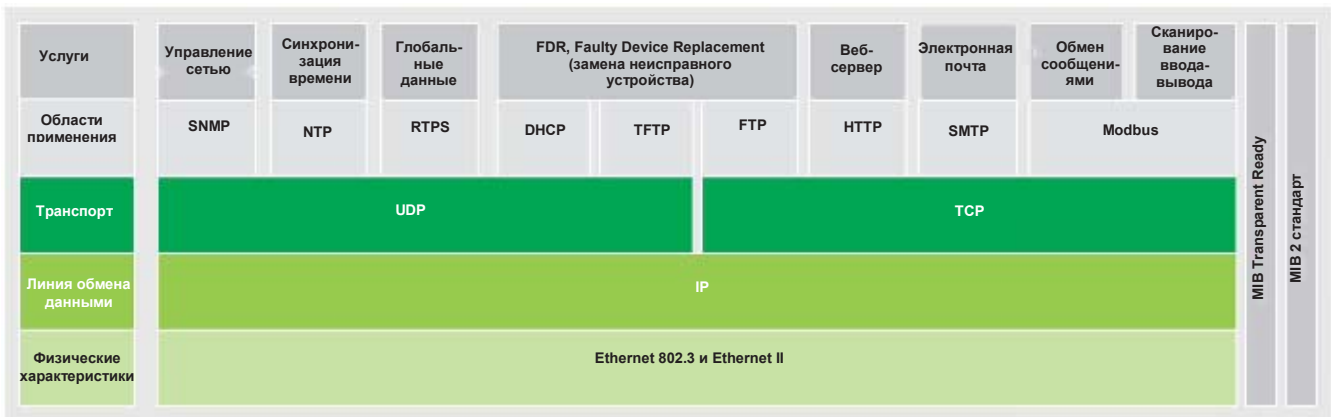 Услуги
Управление
сетью
Синхрони-
зация
времени
Глобаль-
ные
данные
FDR, Faulty Device Replacement
(замена неисправного
устройства)
Веб-
сервер
Электронная
почта
Обмен
сообщени-
ями
Сканиро-
вание
ввода-
вывода
Области
применения
SNMP
NTP
RTPS
DHCP
TFTP
FTP
HTTP
SMTP
Modbus
Транспорт
UDP
TCP
Линия обмена
данными
IP
Физические
характеристики
Ethernet 802.3 и Ethernet II
MIB Transparent Ready
MIB 2 стандарт